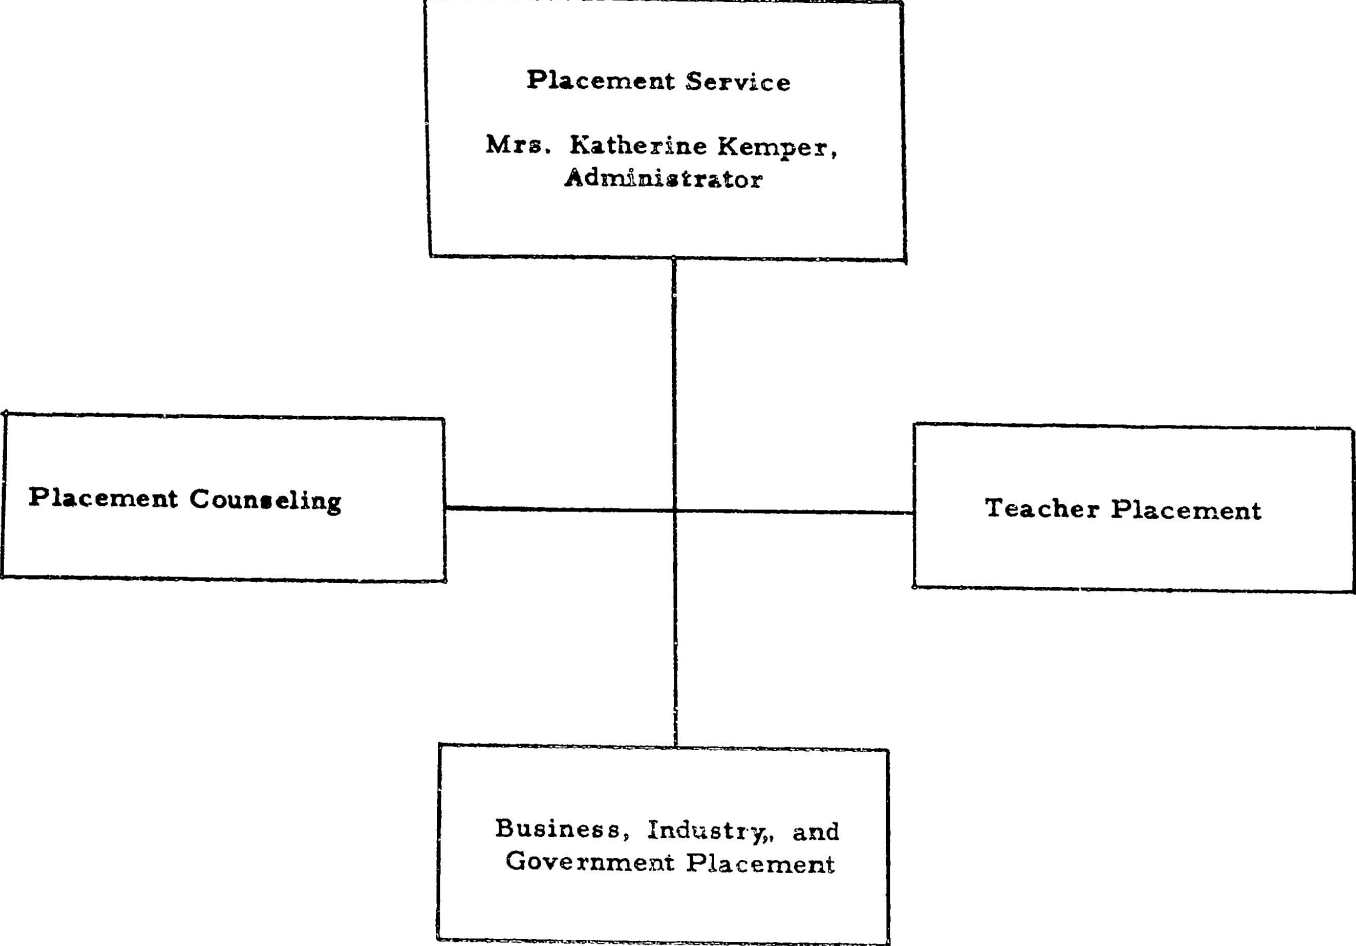 Placement Service
Mrs. Katherine Kemper,
Administrator
Placement Counseling
Teacher Placement
Business, Industry, and
Government Placement